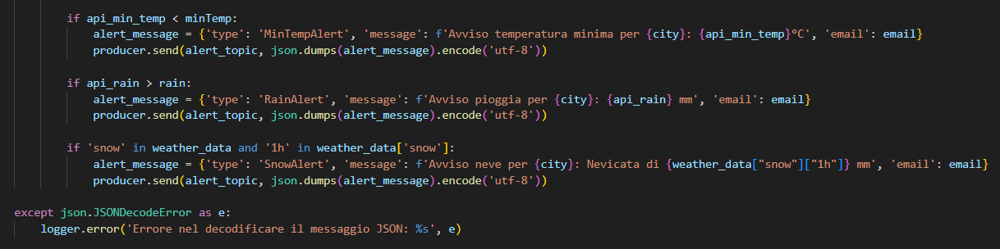 if api_min_temp < minTemp:
alert_message = {'type': 'MinTempAlert', 'message': f'Avviso temperatura minima per {city}: {api_min_temp}°C', 'email': email}
producer.send(alert_topic, json.dumps(alert_message).encode('utf-8'))
if api_rain > rain:
alert_message = {'type': 'RainAlert', 'message': f'Avviso pioggia per {city}: {api_rain} mm', 'email': email}
producer.send(alert_topic, json.dumps(alert_message).encode('utf-8'))
if 'snow' in weather_data and '1h' in weather_data['snow']:
alert_message = {'type': 'SnowAlert', 'message': f'Avviso neve per {city}: Nevicata di {weather_data["snow"]["1h"]} mm', 'email': email}
producer.send(alert_topic, json.dumps(alert_message).encode('utf-8'))
except json.JSONDecodeError as e:
logger.error('Errore nel decodificare il messaggio JSON: %s', e)